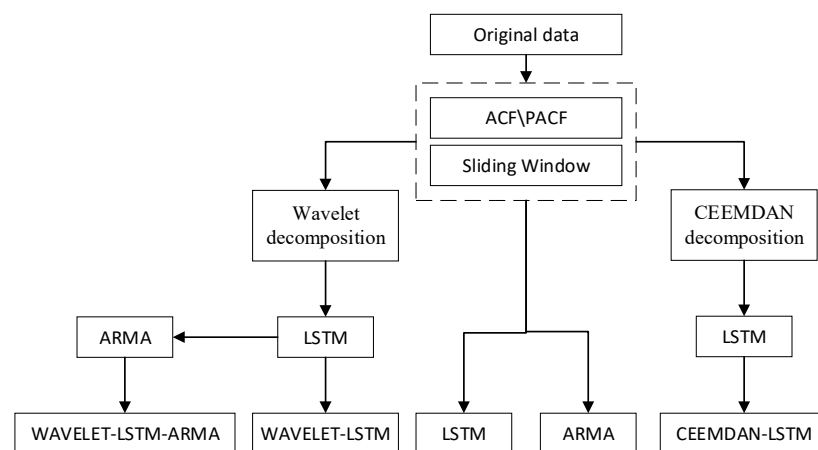 Original data
ACF\PACF
Sliding Window
Wavelet
decomposition
CEEMDAN
decomposition
ARMA
LSTM
LSTM
WAVELET-LSTM-ARMA
WAVELET-LSTM
LSTM
ARMA
CEEMDAN-LSTM